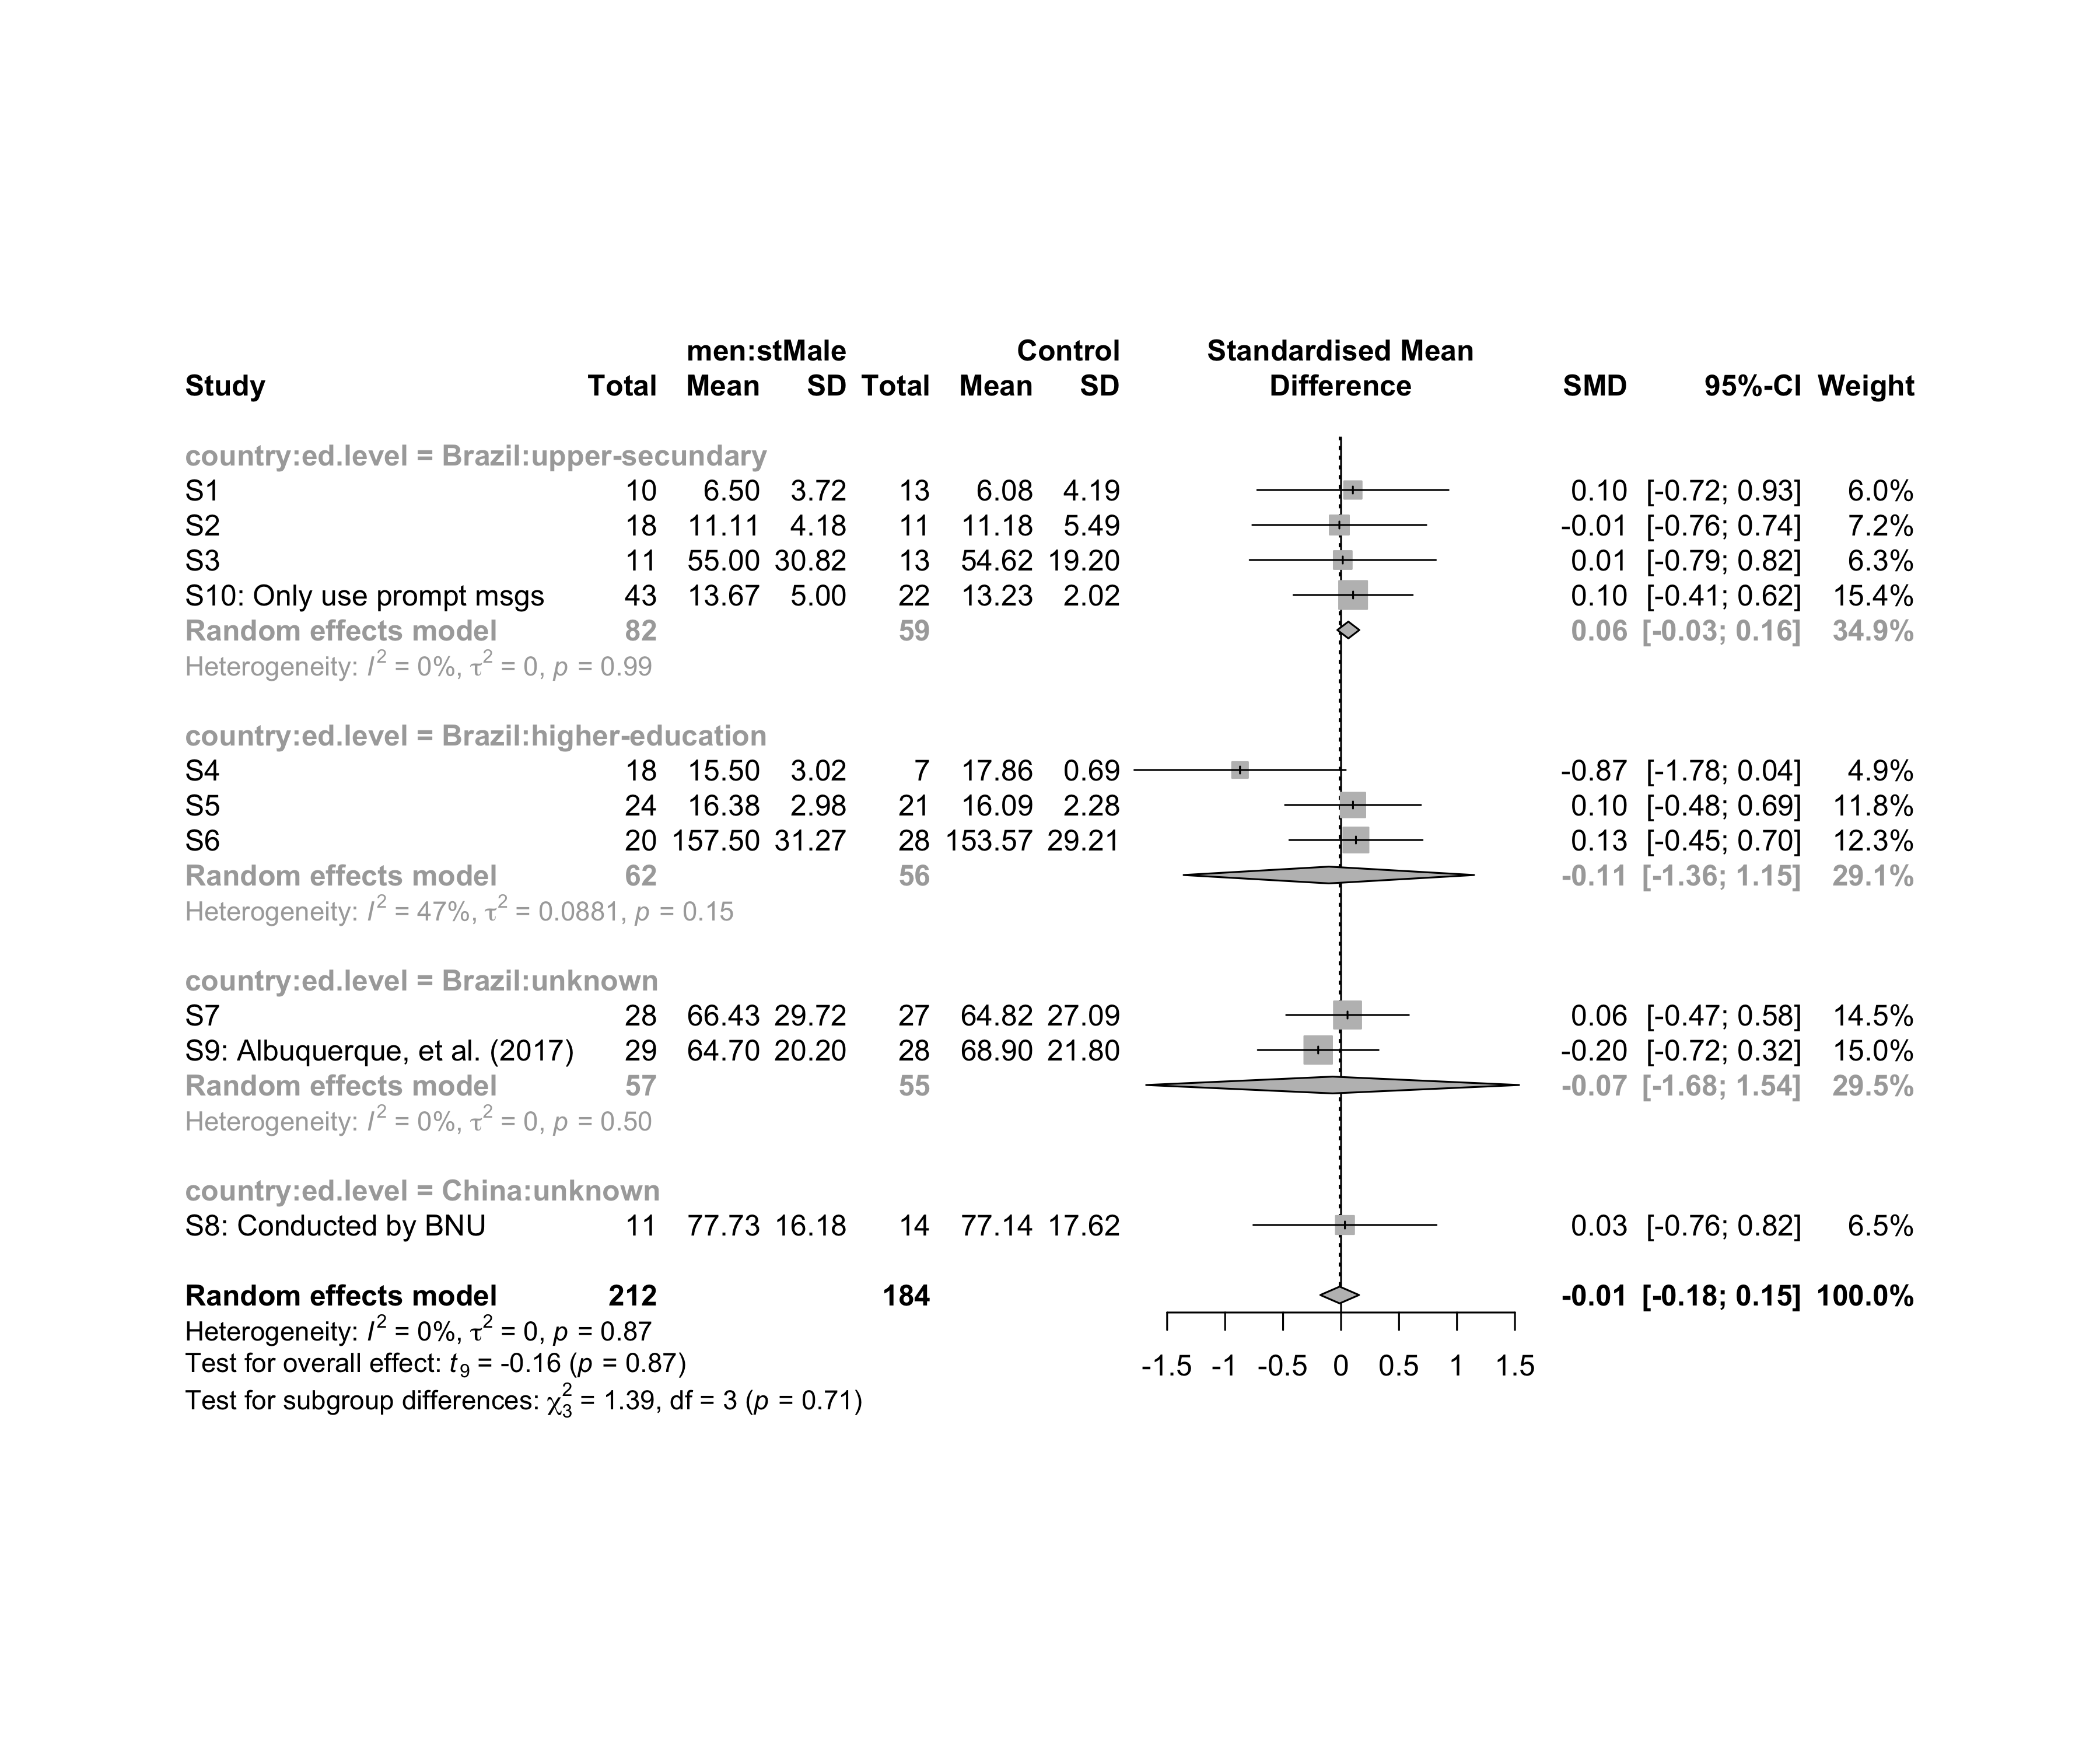 men:stMale Control Standardised Mean
Study Total Mean SD Total Mean SD Difference SMD 95%-CI Weight
country:ed.level = Brazil:upper-secundary
S1 10 6.50 3.72 13 6.08 4.19 0.10 [-0.72; 0.93] 6.0%
S2 18 11.11 4.18 11 11.18 5.49 -0.01 [-0.76; 0.74] 7.2%
S3 11 55.00 30.82 13 54.62 19.20 0.01 [-0.79; 0.82] 6.3%
S10: Only use prompt msgs 43 13.67 5.00 22 13.23 2.02 0.10 [-0.41; 0.62] 15.4%
Random effects model 82 59 0.06 [-0.03; 0.16] 34.9%
Heterogeneity: I² = 0%, τ² = 0, p = 0.99
country:ed.level = Brazil:higher-education
S4 18 15.50 3.02 7 17.86 0.69 -0.87 [-1.78; 0.04] 4.9%
S5 24 16.38 2.98 21 16.09 2.28 0.10 [-0.48; 0.69] 11.8%
S6 20 157.50 31.27 28 153.57 29.21 0.13 [-0.45; 0.70] 12.3%
Random effects model 62 56 -0.11 [-1.36; 1.15] 29.1%
Heterogeneity: I² = 47%, τ² = 0.0881, p = 0.15
country:ed.level = Brazil:unknown
S7 28 66.43 29.72 27 64.82 27.09 0.06 [-0.47; 0.58] 14.5%
S9: Albuquerque, et al. (2017) 29 64.70 20.20 28 68.90 21.80 -0.20 [-0.72; 0.32] 15.0%
Random effects model 57 55 -0.07 [-1.68; 1.54] 29.5%
Heterogeneity: I² = 0%, τ² = 0, p = 0.50
country:ed.level = China:unknown
S8: Conducted by BNU 11 77.73 16.18 14 77.14 17.62 0.03 [-0.76; 0.82] 6.5%
Random effects model 212 184 -0.01 [-0.18; 0.15] 100.0%
Heterogeneity: I² = 0%, τ² = 0, p = 0.87
Test for overall effect: t₉ = -0.16 (p = 0.87)
-1.5 -1 -0.5 0 0.5 1 1.5
Test for subgroup differences: χ²₃ = 1.39, df = 3 (p = 0.71)